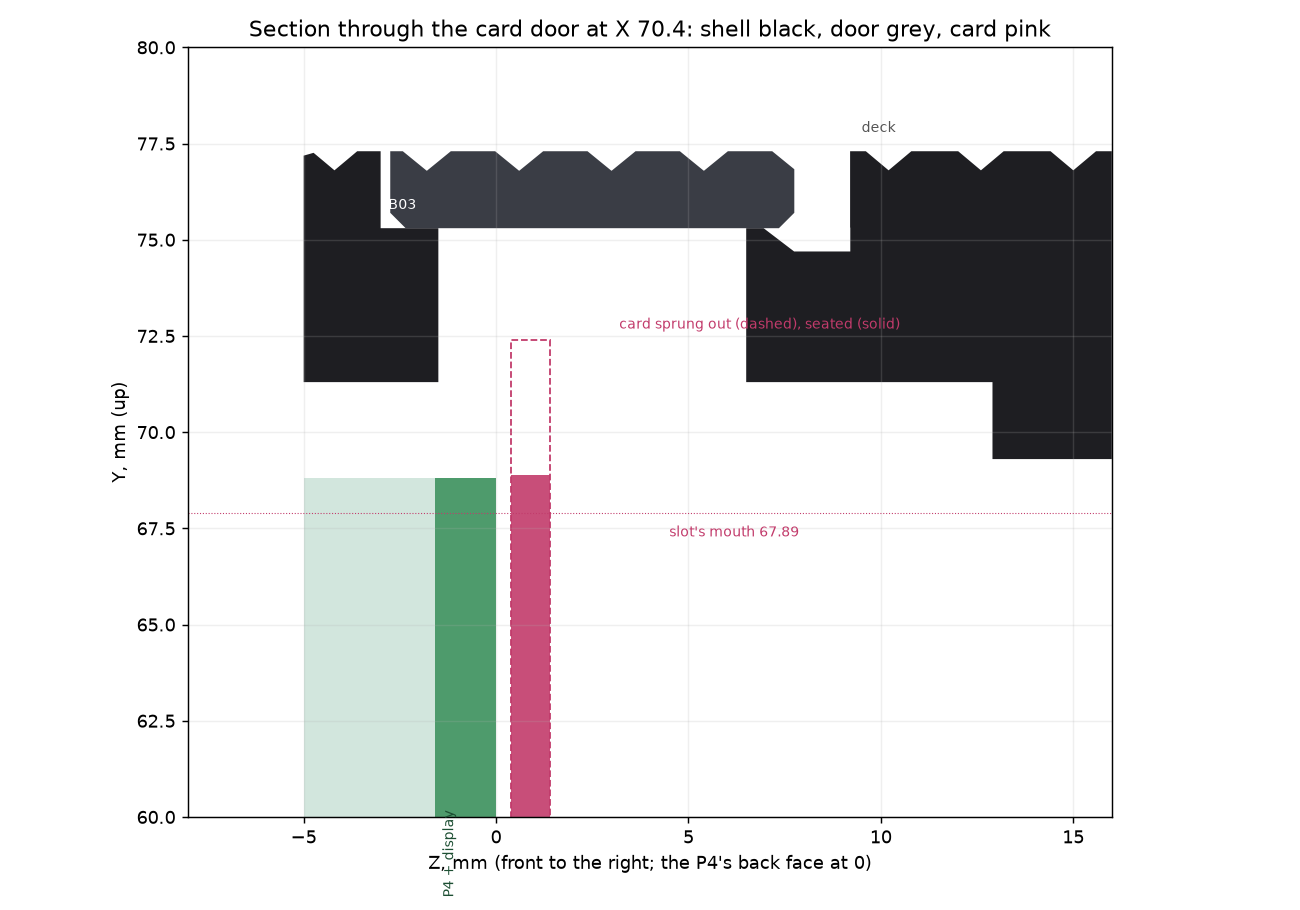 Section through the card door at X 70.4: shell black, door grey, card pink
80.0
77.5
75.0
72.5
70.0
67.5
65.0
62.5
60.0
Y, mm (up)
deck
B03
card sprung out (dashed), seated (solid)
slot's mouth 67.89
P4 + display
−5
0
5
10
15
Z, mm (front to the right; the P4's back face at 0)